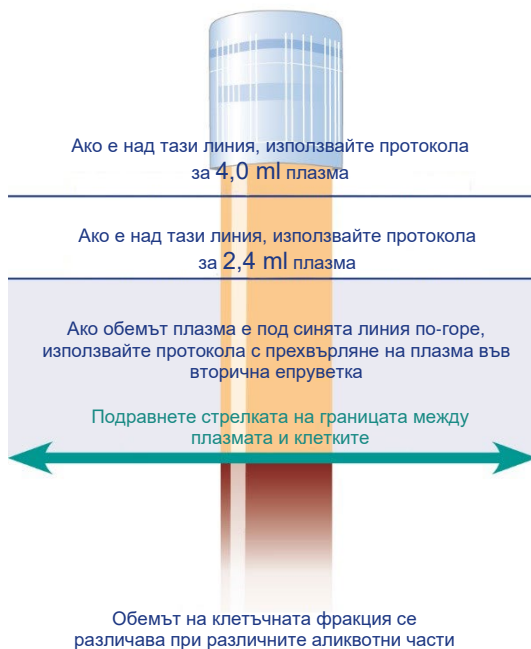 Ако е над тази линия, използвайте протокола
за 4,0 ml плазма
Ако е над тази линия, използвайте протокола
за 2,4 ml плазма
Ако обемът плазма е под синята линия по-горе,
използвайте протокола с прехвърляне на плазма във
вторична епруветка
Подравнете стрелката на границата между
плазмата и клетките
Обемът на клетъчната фракция се
различава при различните аликвотни части